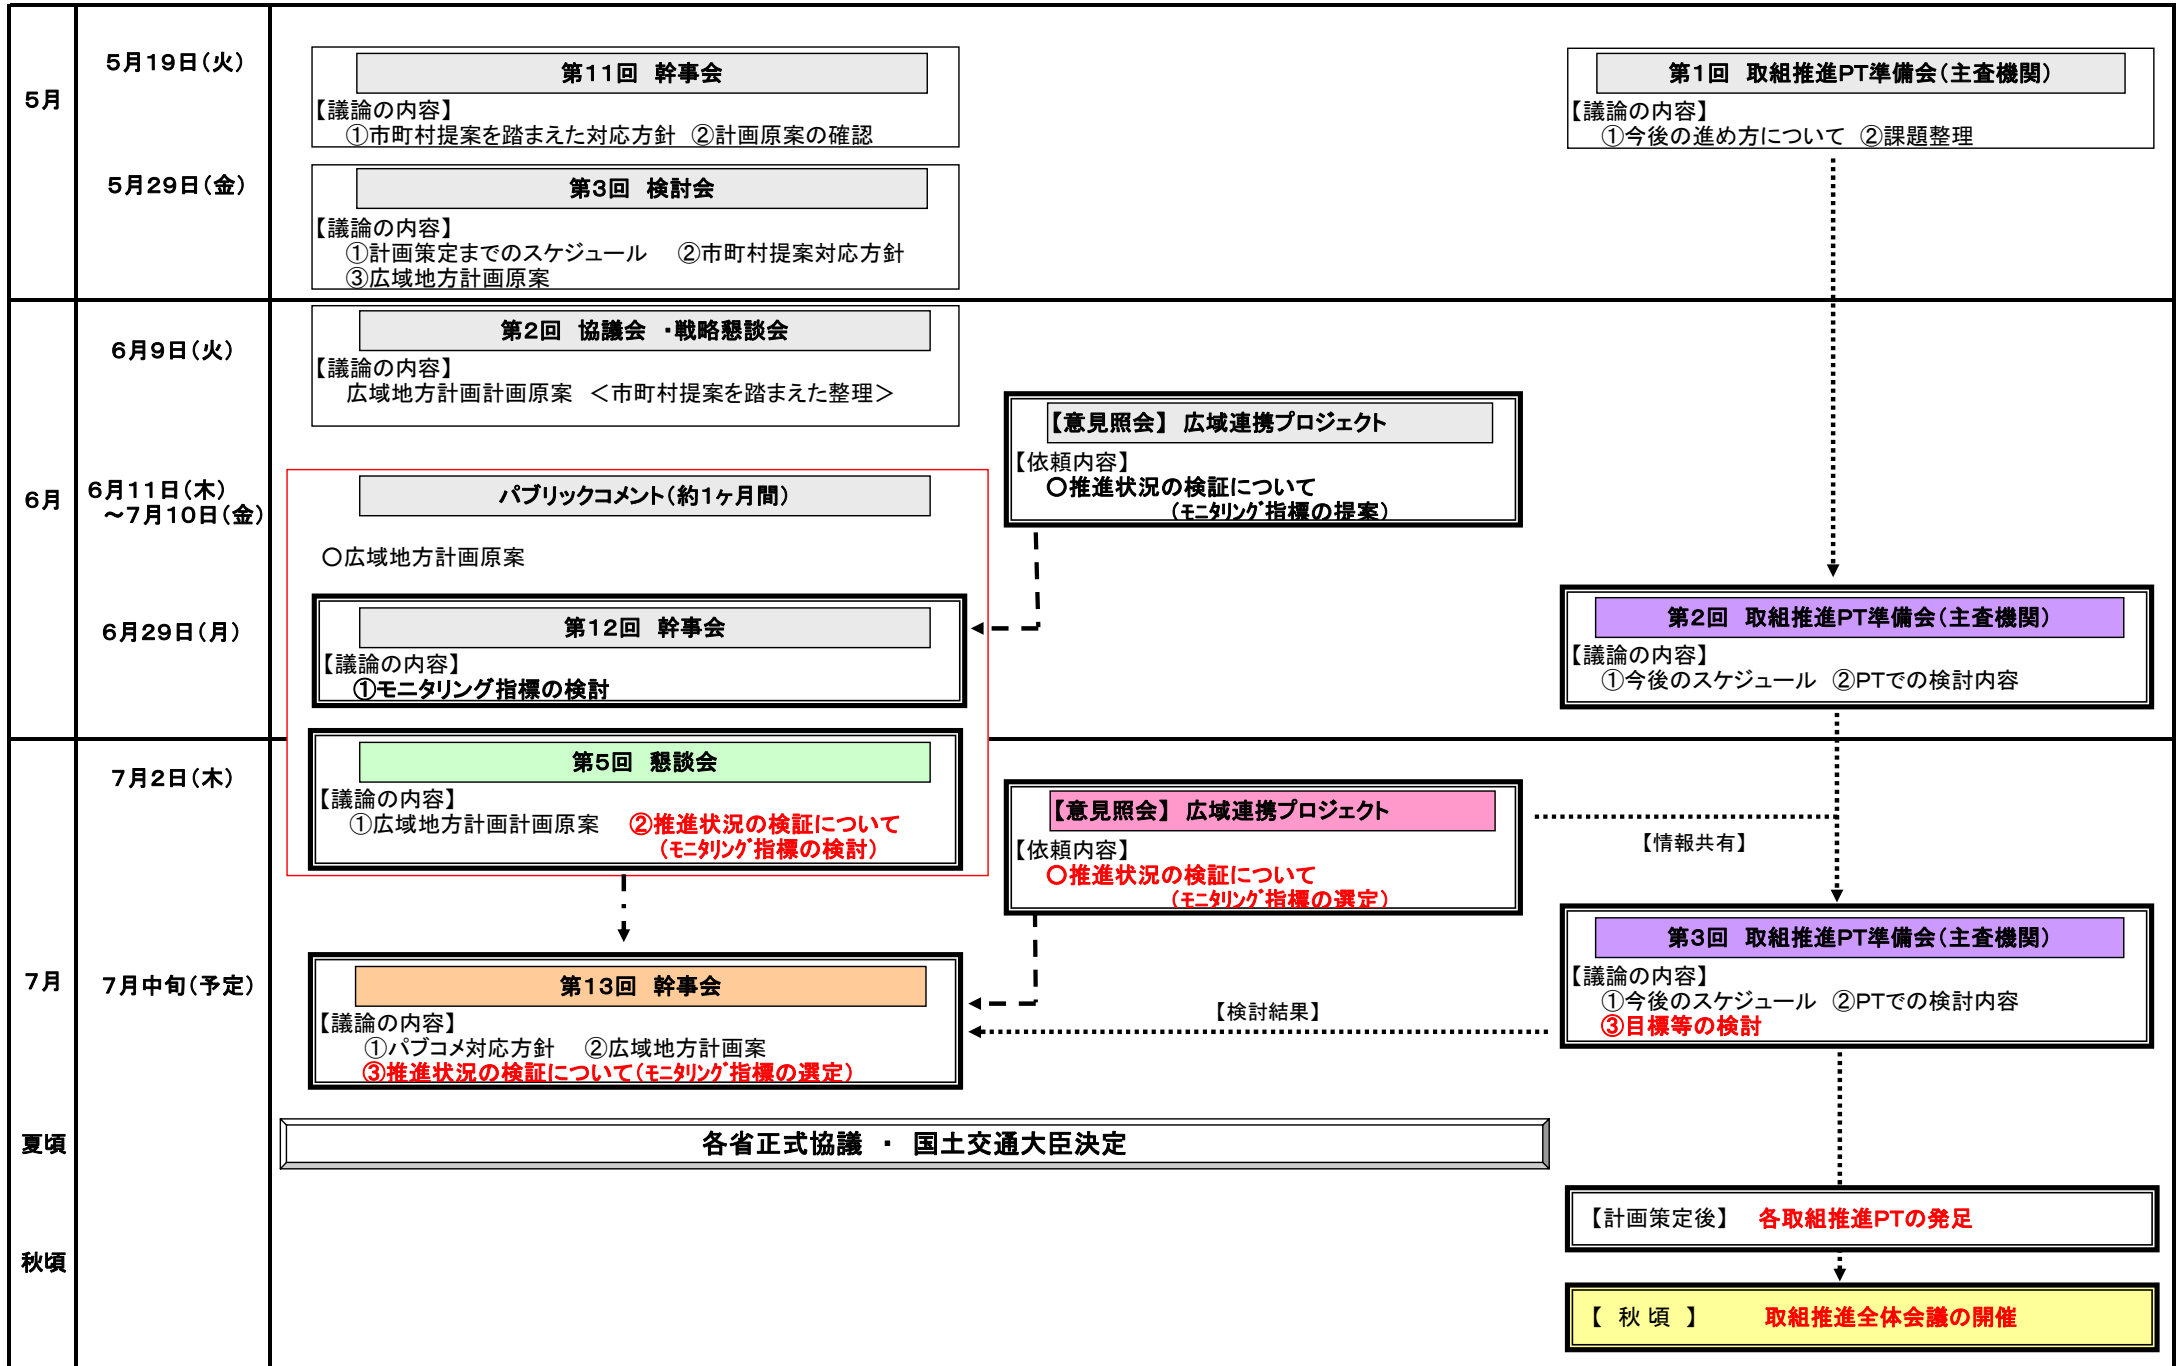 5月
5月19日(火)
第11回 幹事会
【議論の内容】
①市町村提案を踏まえた対応方針 ②計画原案の確認
第1回 取組推進PT準備会(主査機関)
【議論の内容】
①今後の進め方について ②課題整理
5月29日(金)
第3回 検討会
【議論の内容】
①計画策定までのスケジュール ②市町村提案対応方針
③広域地方計画原案
6月
6月9日(火)
第2回 協議会 ・戦略懇談会
【議論の内容】
広域地方計画計画原案 <市町村提案を踏まえた整理>
【意見照会】 広域連携プロジェクト
【依頼内容】
○推進状況の検証について
(ﾓﾆﾀﾘﾝｸﾞ指標の提案)
6月11日(木)
~7月10日(金)
パブリックコメント(約1ヶ月間)
○広域地方計画原案
6月29日(月)
第12回 幹事会
【議論の内容】
①モニタリング指標の検討
第2回 取組推進PT準備会(主査機関)
【議論の内容】
①今後のスケジュール ②PTでの検討内容
7月
7月2日(木)
第5回 懇談会
【議論の内容】
①広域地方計画計画原案 ②推進状況の検証について
(ﾓﾆﾀﾘﾝｸﾞ指標の検討)
【意見照会】 広域連携プロジェクト
【依頼内容】
○推進状況の検証について
(ﾓﾆﾀﾘﾝｸﾞ指標の選定)
【情報共有】
7月中旬(予定)
第13回 幹事会
【議論の内容】
①パブコメ対応方針 ②広域地方計画案
③推進状況の検証について(ﾓﾆﾀﾘﾝｸﾞ指標の選定)
【検討結果】
第3回 取組推進PT準備会(主査機関)
【議論の内容】
①今後のスケジュール ②PTでの検討内容
③目標等の検討
夏頃
各省正式協議 ・ 国土交通大臣決定
【計画策定後】 各取組推進PTの発足
秋頃
【 秋 頃 】 取組推進全体会議の開催